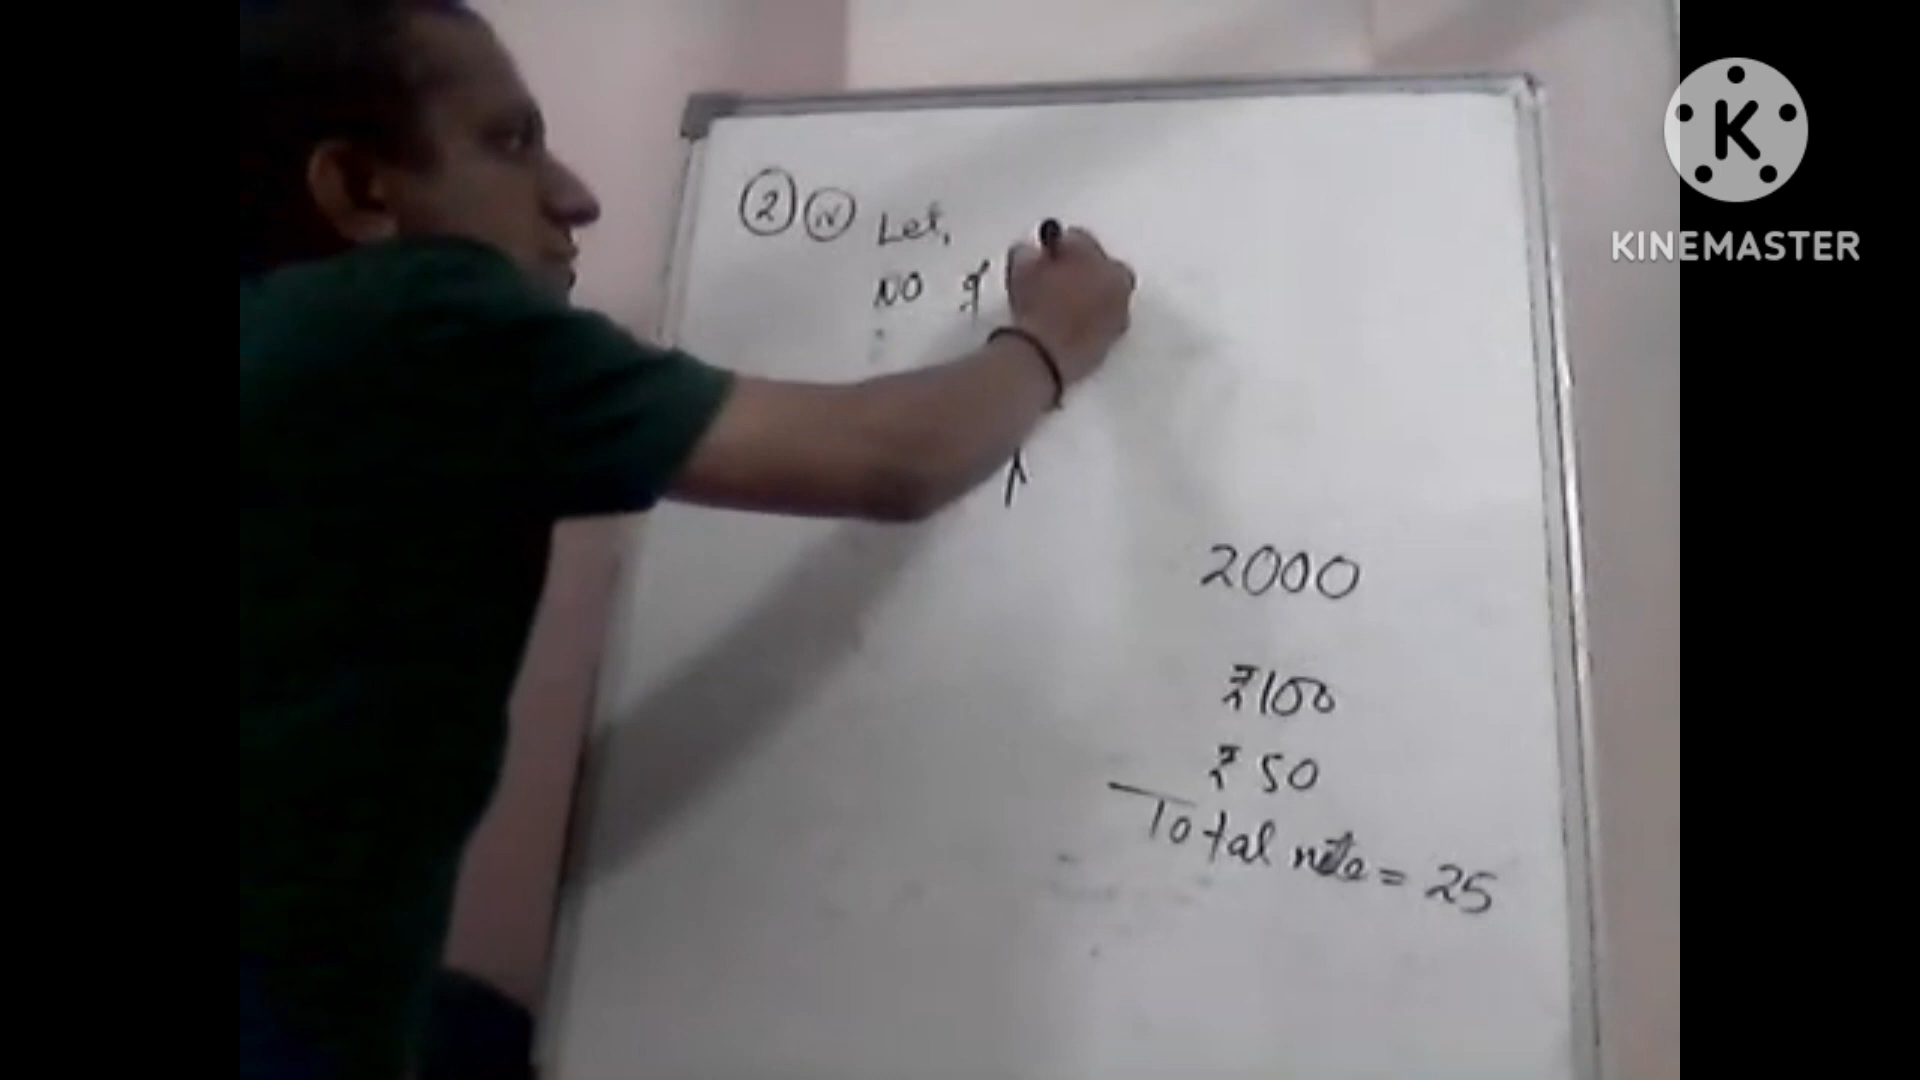 2 iv Let,
NO of
2000
₹100
₹ 50
Total note = 25
K
KINEMASTER